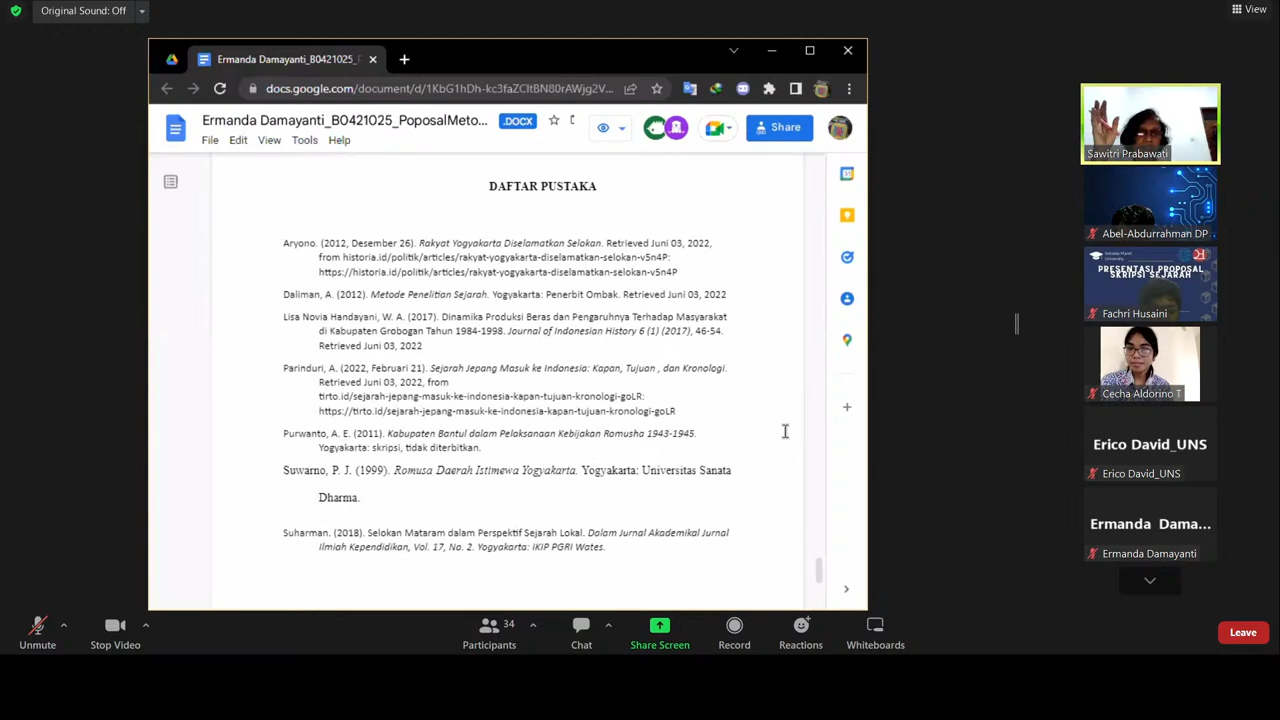 Original Sound: Off
View
Ermanda Damayanti_B0421025_
docs.google.com/document/d/1KbG1hDh-kc3faZCItBN80rAWjg2V...
Ermanda Damayanti_B0421025_PoposalMeto...
.DOCX
Share
File Edit View Tools Help
DAFTAR PUSTAKA
Aryono. (2012, Desember 26). Rakyat Yogyakarta Diselamatkan Selokan. Retrieved Juni 03, 2022,
from historia.id/politik/articles/rakyat-yogyakarta-diselamatkan-selokan-v5n4P:
https://historia.id/politik/articles/rakyat-yogyakarta-diselamatkan-selokan-v5n4P
Daliman, A. (2012). Metode Penelitian Sejarah. Yogyakarta: Penerbit Ombak. Retrieved Juni 03, 2022
Lisa Novia Handayani, W. A. (2017). Dinamika Produksi Beras dan Pengaruhnya Terhadap Masyarakat
di Kabupaten Grobogan Tahun 1984-1998. Journal of Indonesian History 6 (1) (2017), 46-54.
Retrieved Juni 03, 2022
Parinduri, A. (2022, Februari 21). Sejarah Jepang Masuk ke Indonesia: Kapan, Tujuan , dan Kronologi.
Retrieved Juni 03, 2022, from
tirto.id/sejarah-jepang-masuk-ke-indonesia-kapan-tujuan-kronologi-goLR:
https://tirto.id/sejarah-jepang-masuk-ke-indonesia-kapan-tujuan-kronologi-goLR
Purwanto, A. E. (2011). Kabupaten Bantul dalam Pelaksanaan Kebijakan Romusha 1943-1945.
Yogyakarta: skripsi, tidak diterbitkan.
Suwarno, P. J. (1999). Romusa Daerah Istimewa Yogyakarta. Yogyakarta: Universitas Sanata
Dharma.
Suharman. (2018). Selokan Mataram dalam Perspektif Sejarah Lokal. Dalam Jurnal Akademikal Jurnal
Ilmiah Kependidikan, Vol. 17, No. 2. Yogyakarta: IKIP PGRI Wates.
Sawitri Prabawati
Abel-Abdurrahman DP
PRESENTASI PROPOSAL
SKRIPSI SEJARAH
Fachri Husaini
Cecha Aldorino T
Erico David_UNS
Erico David_UNS
Ermanda Dama...
Ermanda Damayanti
Unmute
Stop Video
34
Participants
Chat
Share Screen
Record
Reactions
Whiteboards
Leave